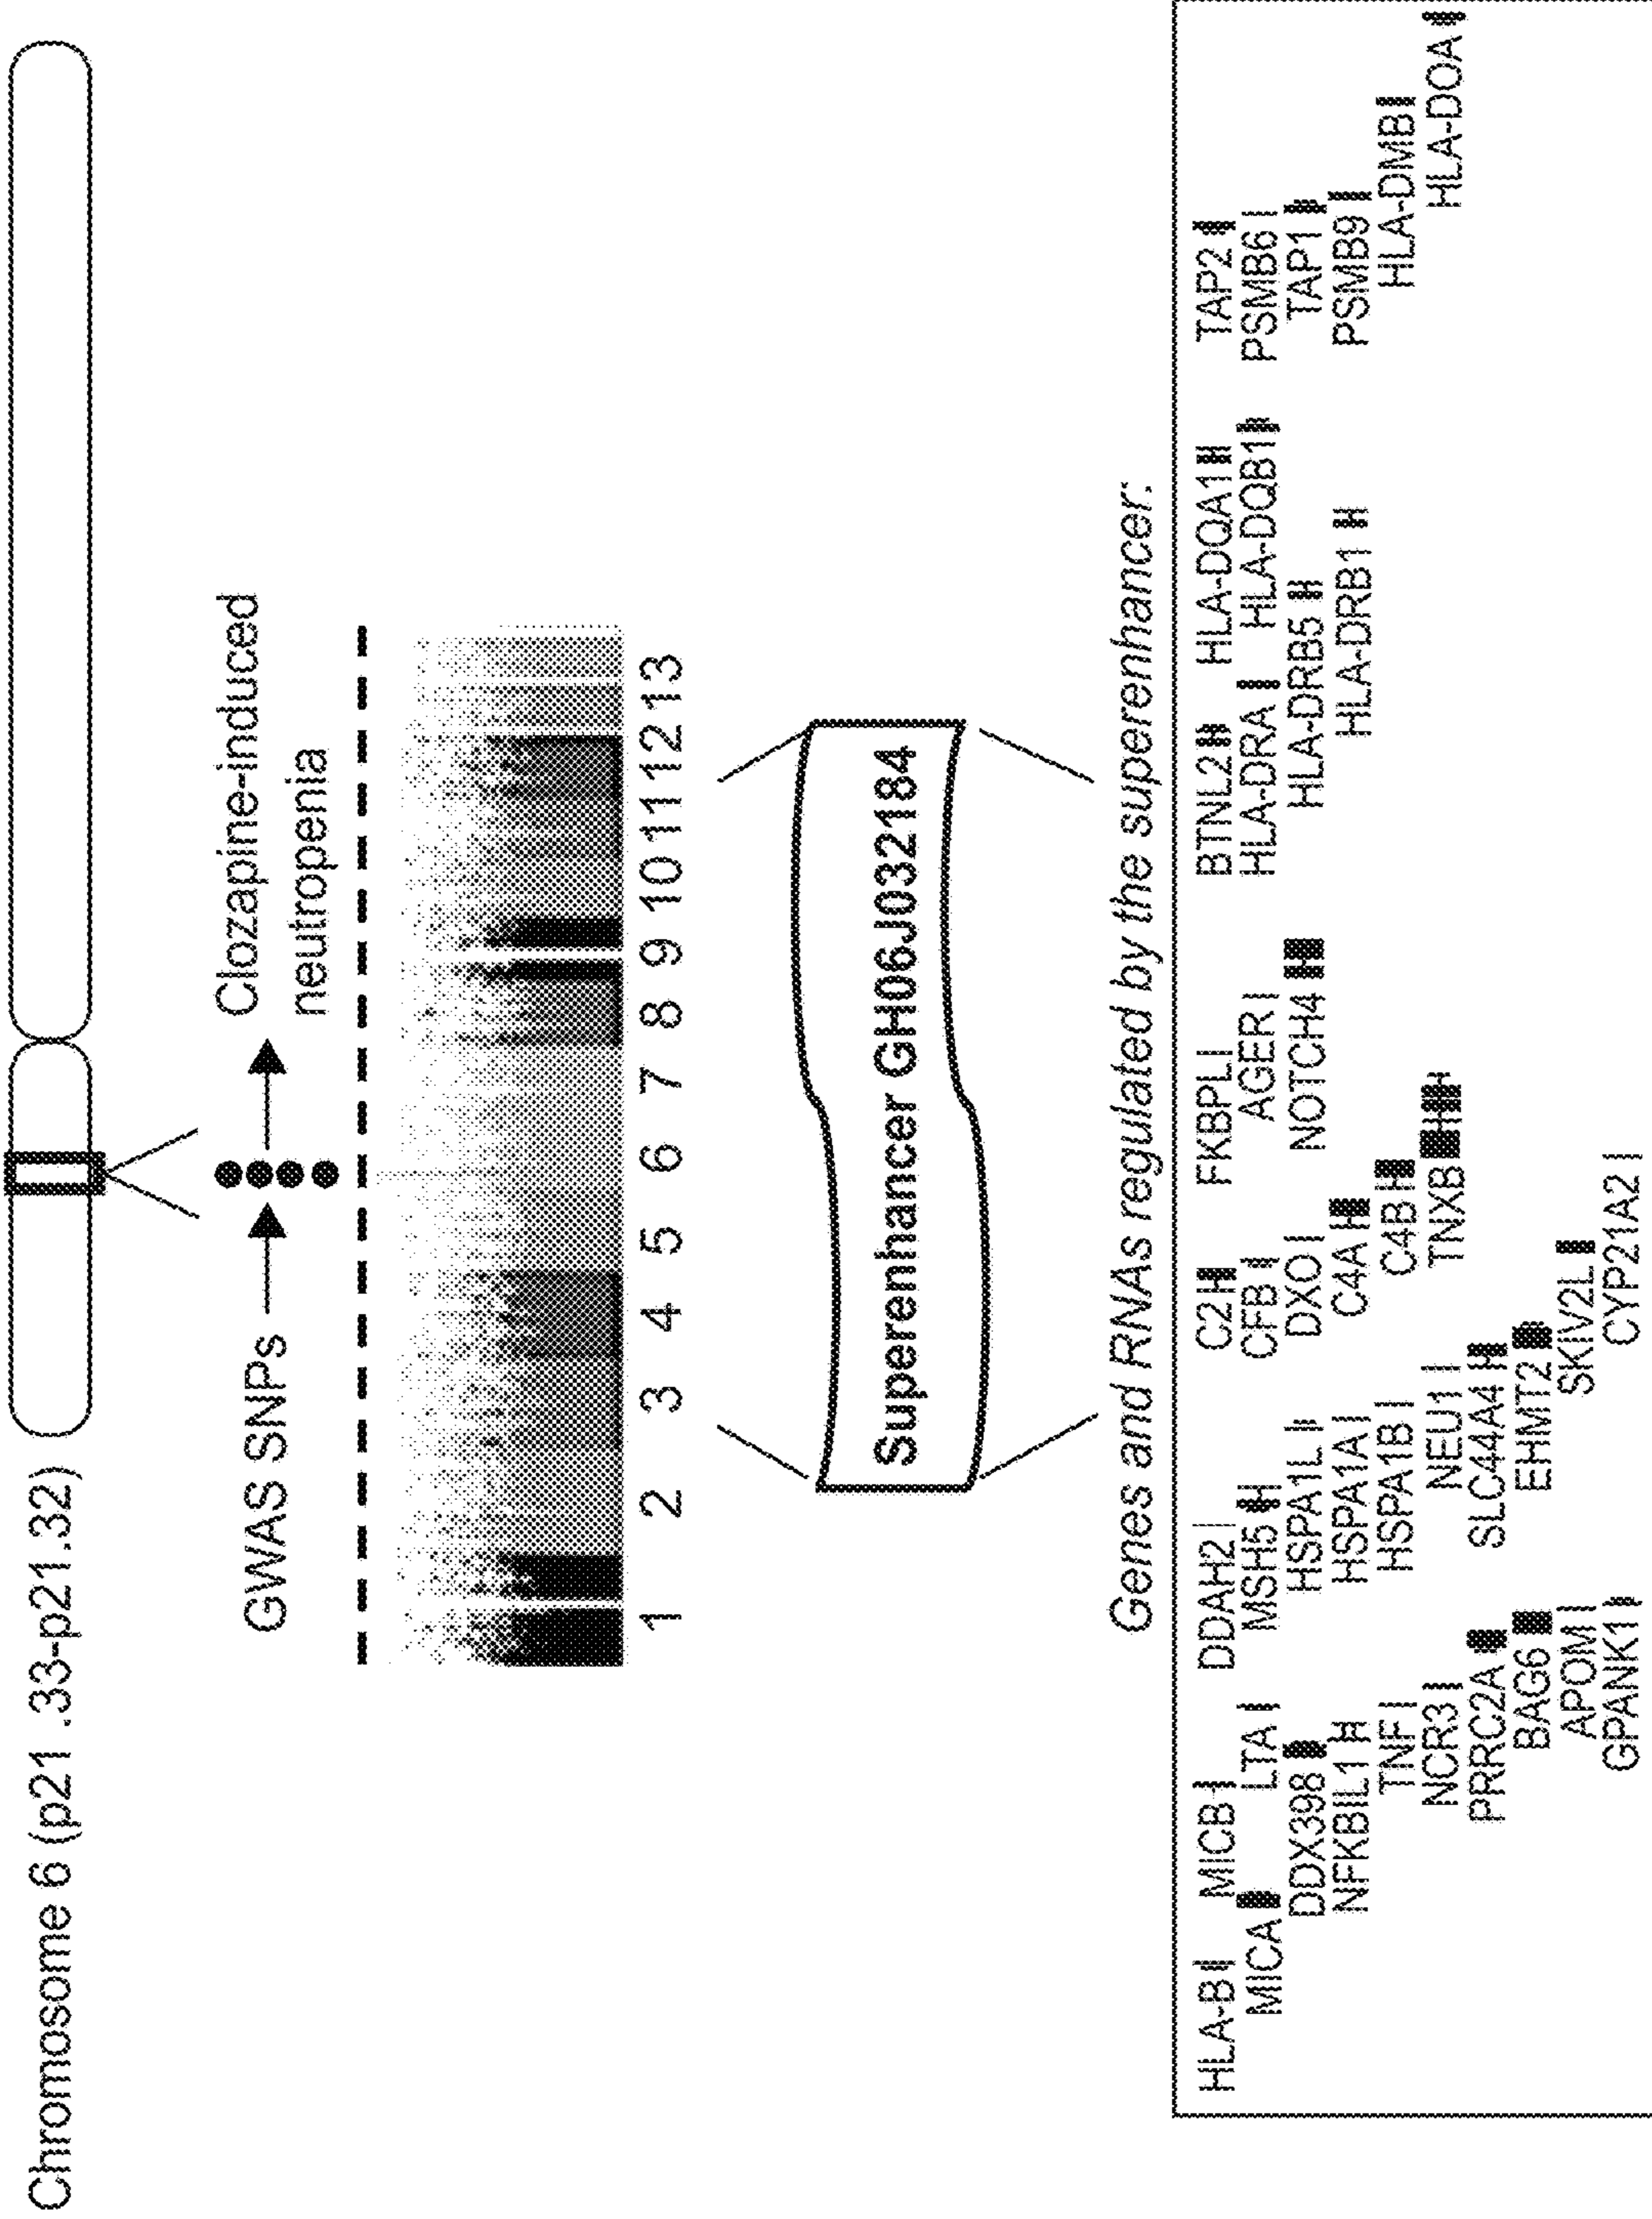 Chromosome 6 (p21 .33-p21.32)
GWAS SNPs
Clozapine-induced
neutropenia
1 2 3 4 5 6 7 8 9 10 11 12 13
Superenhancer GH06J032184
Genes and RNAs regulated by the superenhancer:
HLA-B MICB DDAH2 C2 FKBPL BTNL2 HLA-DQA1 TAP2
MICA LTA MSH5 CFB AGER HLA-DRA HLA-DQB1 PSMB6
DDX398 HSPA1L DXO NOTCH4 HLA-DRB5 TAP1
NFKBIL1 HSPA1A C4A HLA-DRB1 PSMB9
TNF HSPA1B C4B HLA-DMB
NCR3 NEU1 TNXB HLA-DOA
PRRC2A SLC44A4
BAG6 EHMT2
APOM SKIV2L
GPANK1 CYP21A2